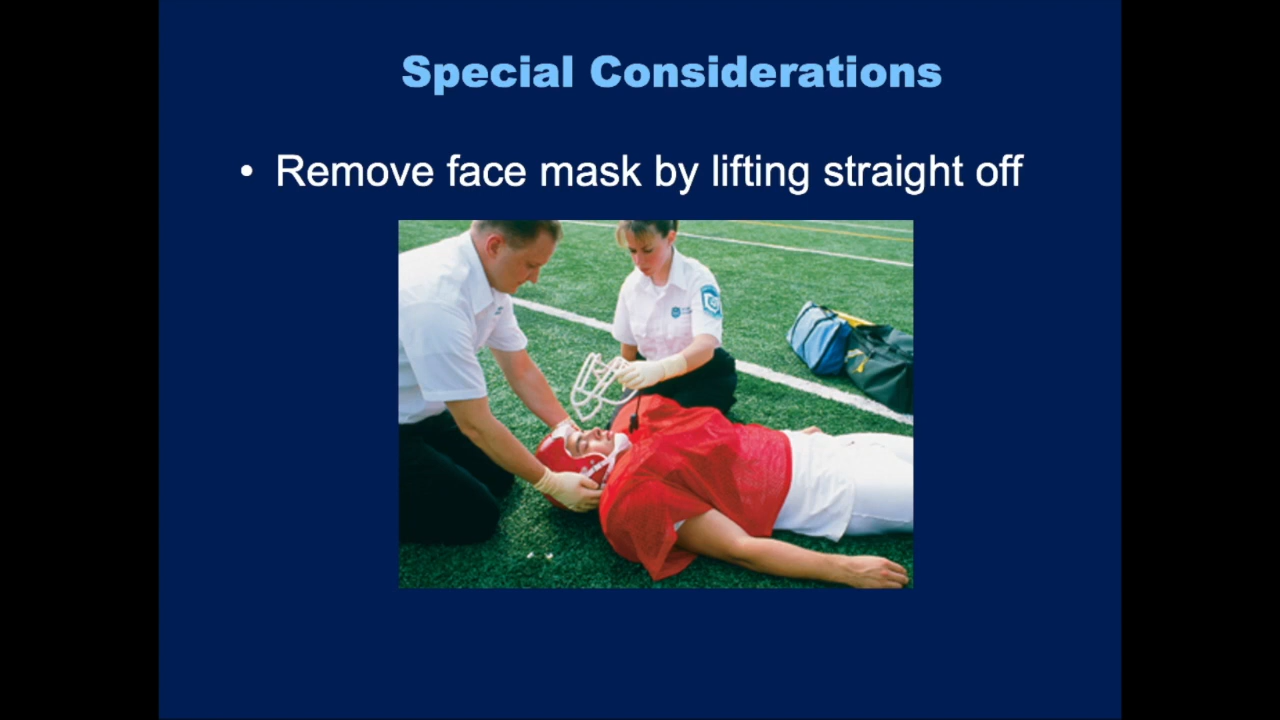 Special Considerations
• Remove face mask by lifting straight off